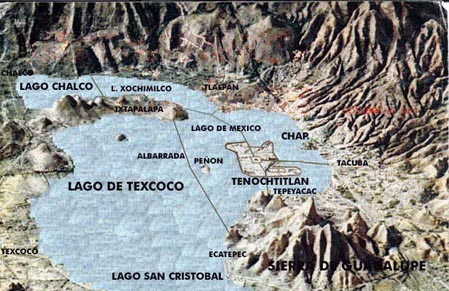 CHALCO
LAGO CHALCO
L. XOCHIMILCO
TLALPAN
IXTAPALAPA
LAGO DE MEXICO
CHAP.
ALBARRADA
PEÑON
TACUBA
LAGO DE TEXCOCO
TENOCHTITLAN
TEPEYACAC
TEXCOCO
ECATEPEC
SIERRA DE GUADALUPE
LAGO SAN CRISTOBAL